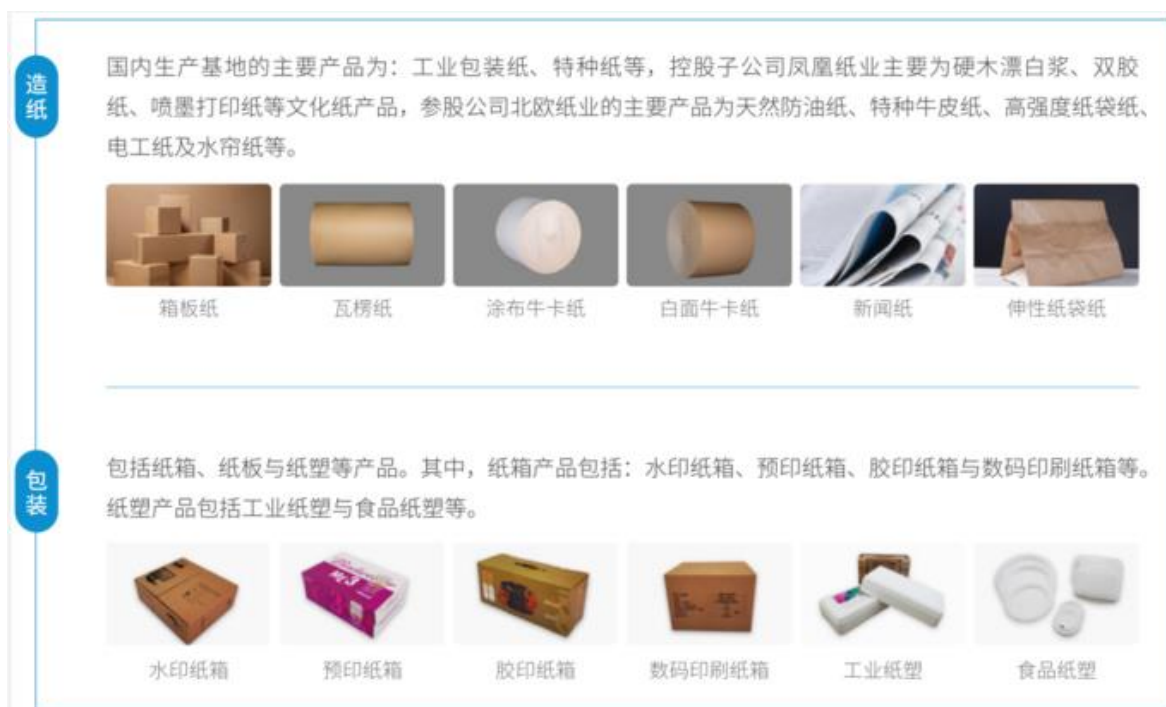 造纸
国内生产基地的主要产品为：工业包装纸、特种纸等，控股子公司凤凰纸业主要为硬木漂白浆、双胶
纸、喷墨打印纸等文化纸产品，参股公司北欧纸业的主要产品为天然防油纸、特种牛皮纸、高强度纸袋纸、
电工纸及水帘纸等。
箱板纸
瓦楞纸
涂布牛卡纸
白面牛卡纸
新闻纸
伸性纸袋纸
包装
包括纸箱、纸板与纸塑等产品。其中，纸箱产品包括：水印纸箱、预印纸箱、胶印纸箱与数码印刷纸箱等。
纸塑产品包括工业纸塑与食品纸塑等。
水印纸箱
预印纸箱
胶印纸箱
数码印刷纸箱
工业纸塑
食品纸塑